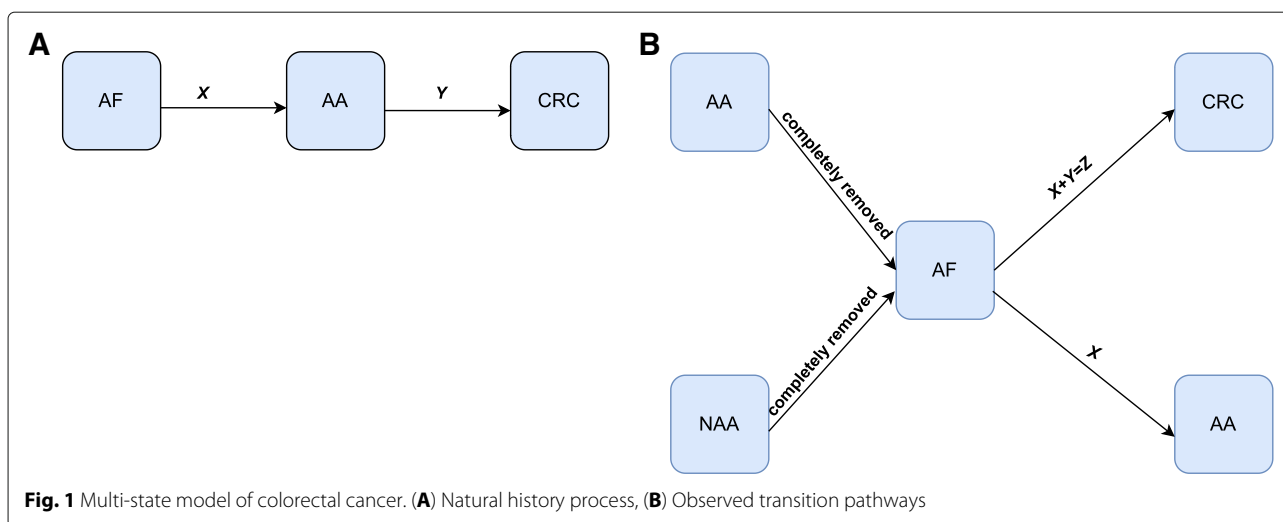 A
AF
X
AA
Y
CRC
B
AA
completely removed
NAA
completely removed
AF
X+Y=Z
CRC
X
AA
Fig. 1 Multi-state model of colorectal cancer. (A) Natural history process, (B) Observed transition pathways